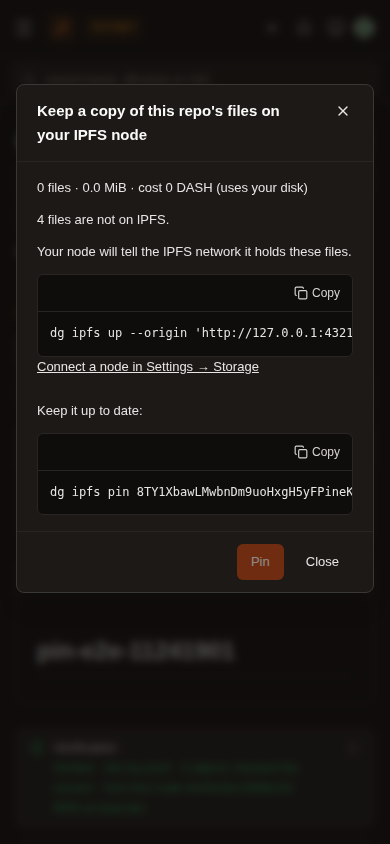 Keep a copy of this repo's files on
your IPFS node
0 files · 0.0 MiB · cost 0 DASH (uses your disk)
4 files are not on IPFS.
Your node will tell the IPFS network it holds these files.
Copy
dg ipfs up --origin 'http://127.0.0.1:4321
Connect a node in Settings → Storage
Keep it up to date:
Copy
dg ipfs pin 8TY1XbawLMwbnDm9uoHxgH5yFPineK
Pin
Close
pin-e2e-11241901